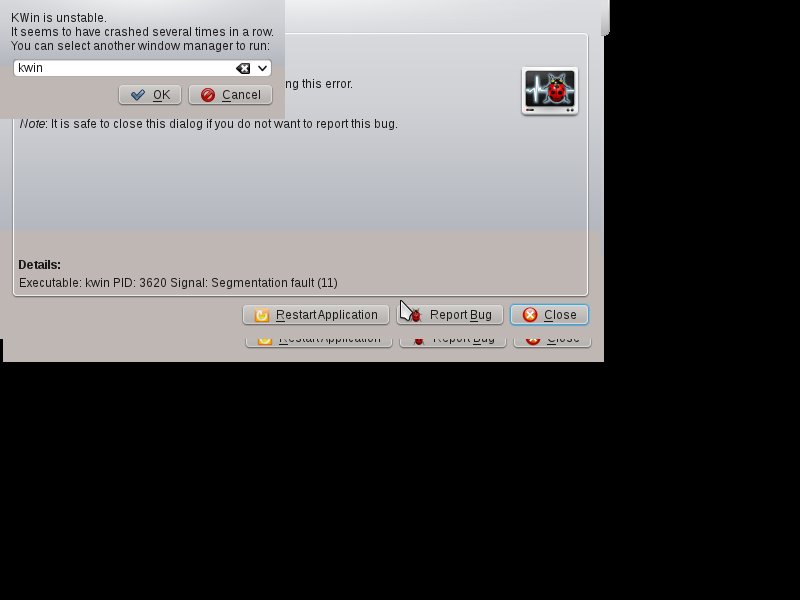 KWin is unstable.
It seems to have crashed several times in a row.
You can select another window manager to run:
kwin
OK
Cancel
ng this error.
Note: It is safe to close this dialog if you do not want to report this bug.
Details:
Executable: kwin PID: 3620 Signal: Segmentation fault (11)
Restart Application
Report Bug
Close
Restart Application
Report Bug
Close